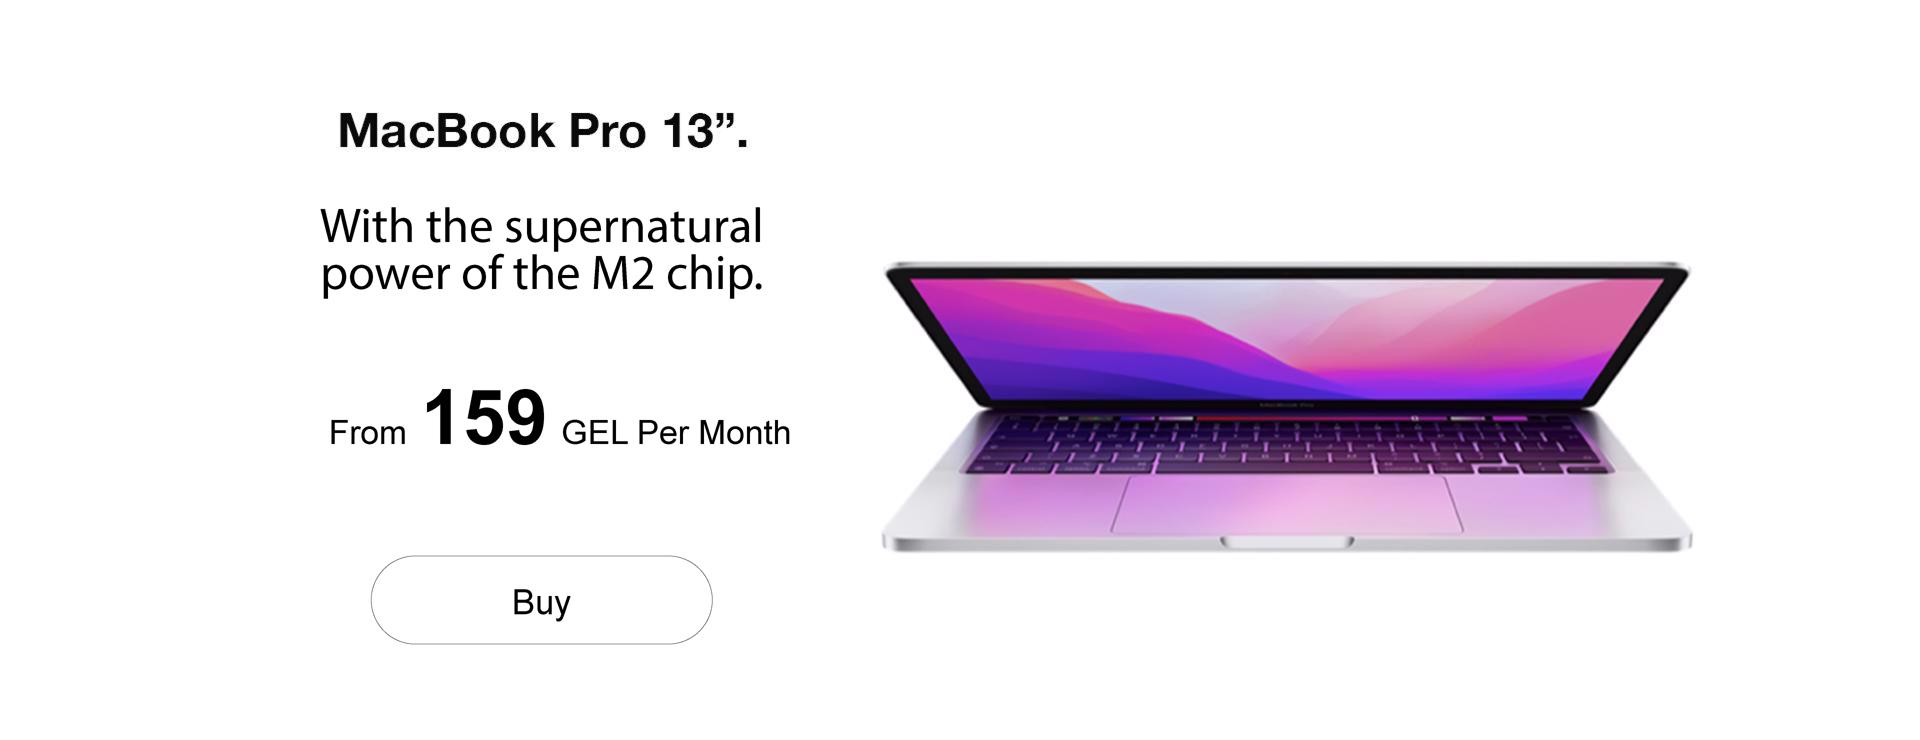 MacBook Pro 13”.
With the supernatural
power of the M2 chip.
From 159 GEL Per Month
Buy